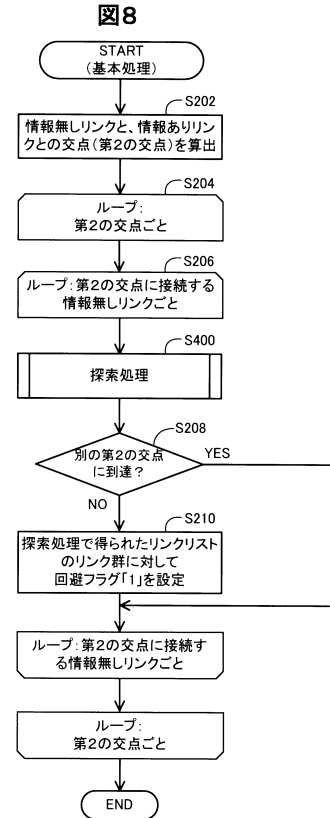 図8
START
(基本処理)
S202
情報無しリンクと、情報ありリン
クとの交点(第2の交点)を算出
S204
ループ:
第2の交点ごと
S206
ループ:第2の交点に接続する
情報無しリンクごと
S400
探索処理
S208
別の第2の交点
に到達?
YES
NO
S210
探索処理で得られたリンクリスト
のリンク群に対して
回避フラグ「1」を設定
ループ:第2の交点に接続す
る情報無しリンクごと
ループ:
第2の交点ごと
END